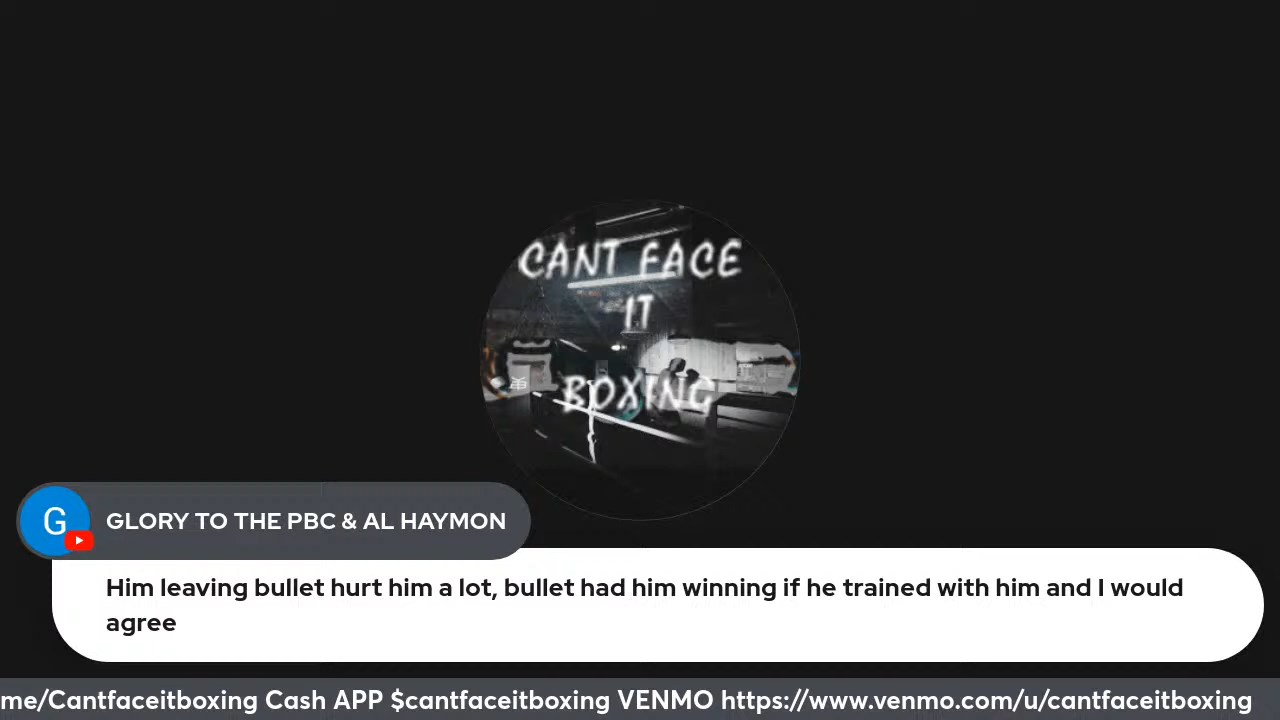 CANT FACE
IT
BOXING
G
GLORY TO THE PBC & AL HAYMON
Him leaving bullet hurt him a lot, bullet had him winning if he trained with him and I would
agree
me/Cantfaceitboxing Cash APP $cantfaceitboxing VENMO https://www.venmo.com/u/cantfaceitboxing